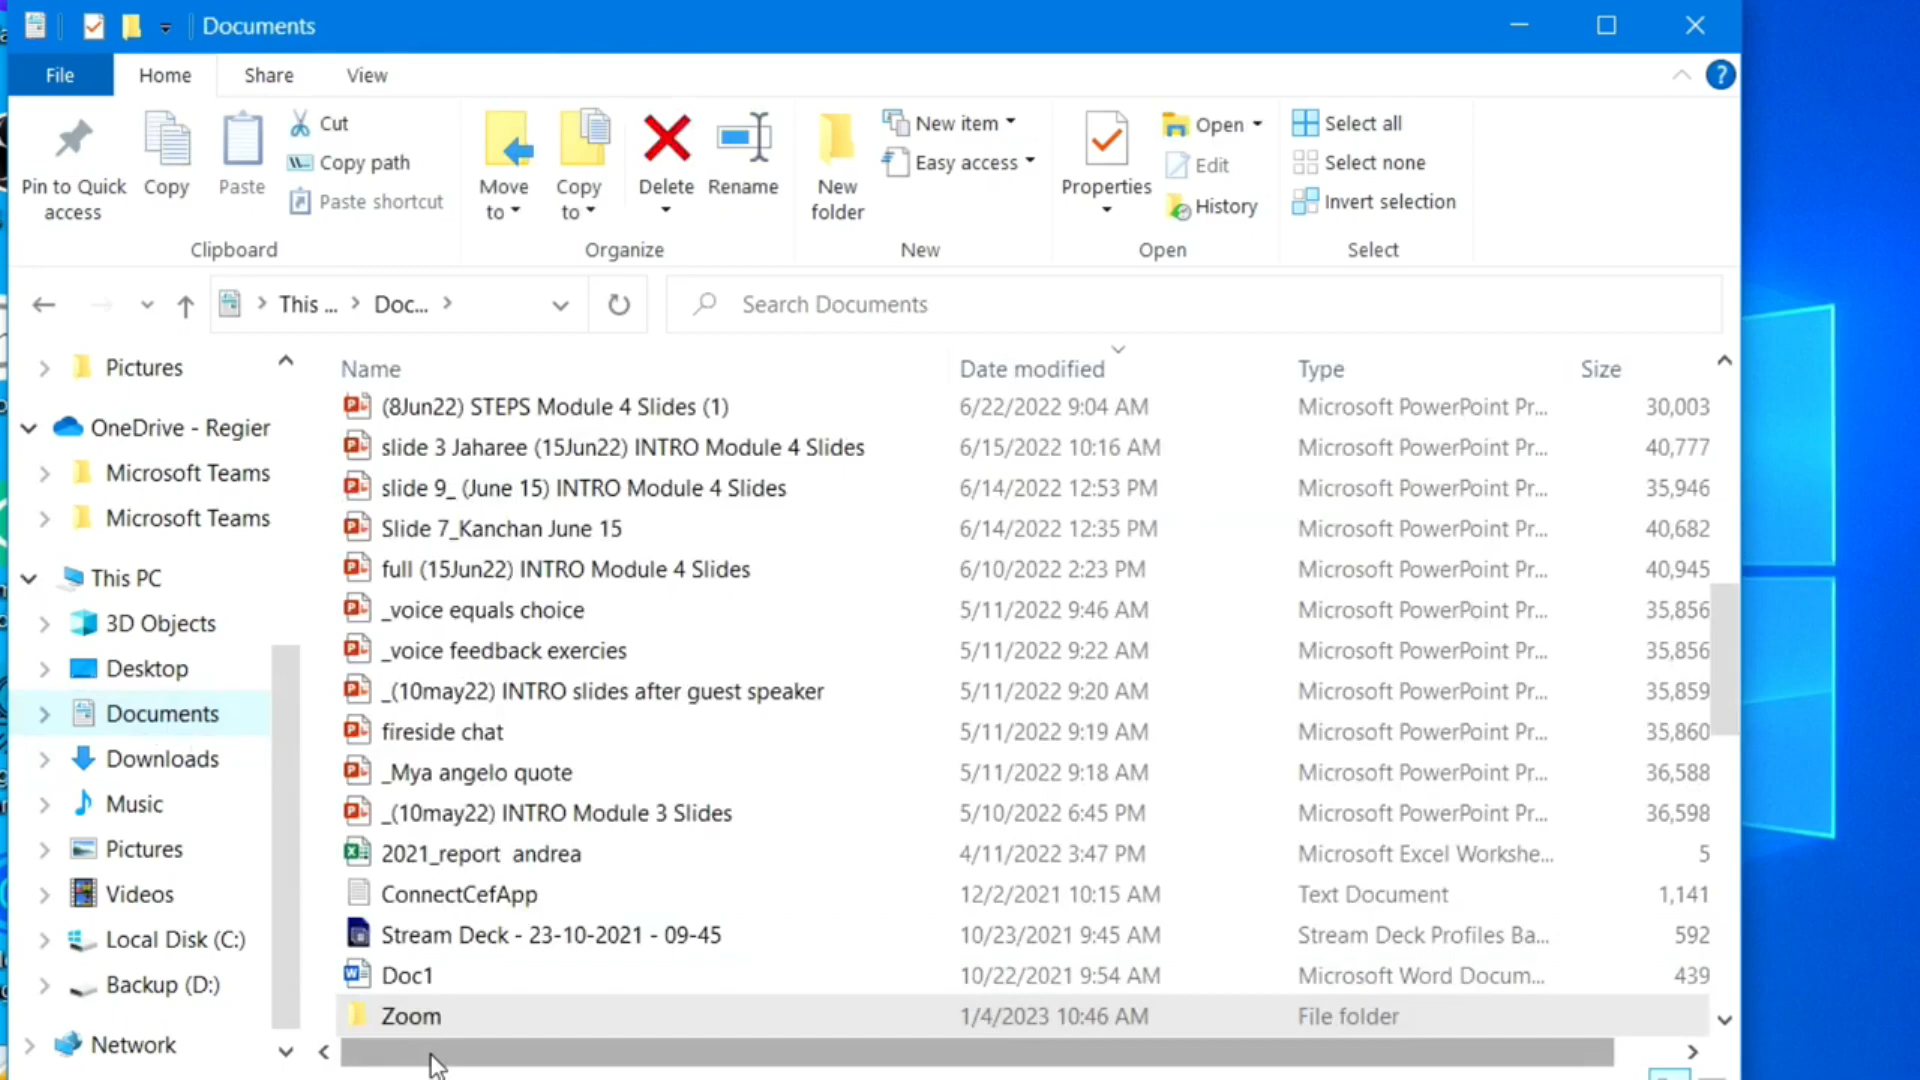 Documents
File Home Share View
Pin to Quick access
Copy
Paste
Cut
Copy path
Paste shortcut
Clipboard
Move to
Copy to
Delete
Rename
Organize
New folder
New item
Easy access
New
Properties
Open
Edit
History
Open
Select all
Select none
Invert selection
Select
This ... Doc...
Search Documents
Pictures
OneDrive - Regier
Microsoft Teams
Microsoft Teams
This PC
3D Objects
Desktop
Documents
Downloads
Music
Pictures
Videos
Local Disk (C:)
Backup (D:)
Network
Name Date modified Type Size
(8Jun22) STEPS Module 4 Slides (1) 6/22/2022 9:04 AM Microsoft PowerPoint Pr... 30,003
slide 3 Jaharee (15Jun22) INTRO Module 4 Slides 6/15/2022 10:16 AM Microsoft PowerPoint Pr... 40,777
slide 9_ (June 15) INTRO Module 4 Slides 6/14/2022 12:53 PM Microsoft PowerPoint Pr... 35,946
Slide 7_Kanchan June 15 6/14/2022 12:35 PM Microsoft PowerPoint Pr... 40,682
full (15Jun22) INTRO Module 4 Slides 6/10/2022 2:23 PM Microsoft PowerPoint Pr... 40,945
_voice equals choice 5/11/2022 9:46 AM Microsoft PowerPoint Pr... 35,856
_voice feedback exercies 5/11/2022 9:22 AM Microsoft PowerPoint Pr... 35,856
_(10may22) INTRO slides after guest speaker 5/11/2022 9:20 AM Microsoft PowerPoint Pr... 35,859
fireside chat 5/11/2022 9:19 AM Microsoft PowerPoint Pr... 35,860
_Mya angelo quote 5/11/2022 9:18 AM Microsoft PowerPoint Pr... 36,588
_(10may22) INTRO Module 3 Slides 5/10/2022 6:45 PM Microsoft PowerPoint Pr... 36,598
2021_report andrea 4/11/2022 3:47 PM Microsoft Excel Workshe... 5
ConnectCefApp 12/2/2021 10:15 AM Text Document 1,141
Stream Deck - 23-10-2021 - 09-45 10/23/2021 9:45 AM Stream Deck Profiles Ba... 592
Doc1 10/22/2021 9:54 AM Microsoft Word Docum... 439
Zoom 1/4/2023 10:46 AM File folder